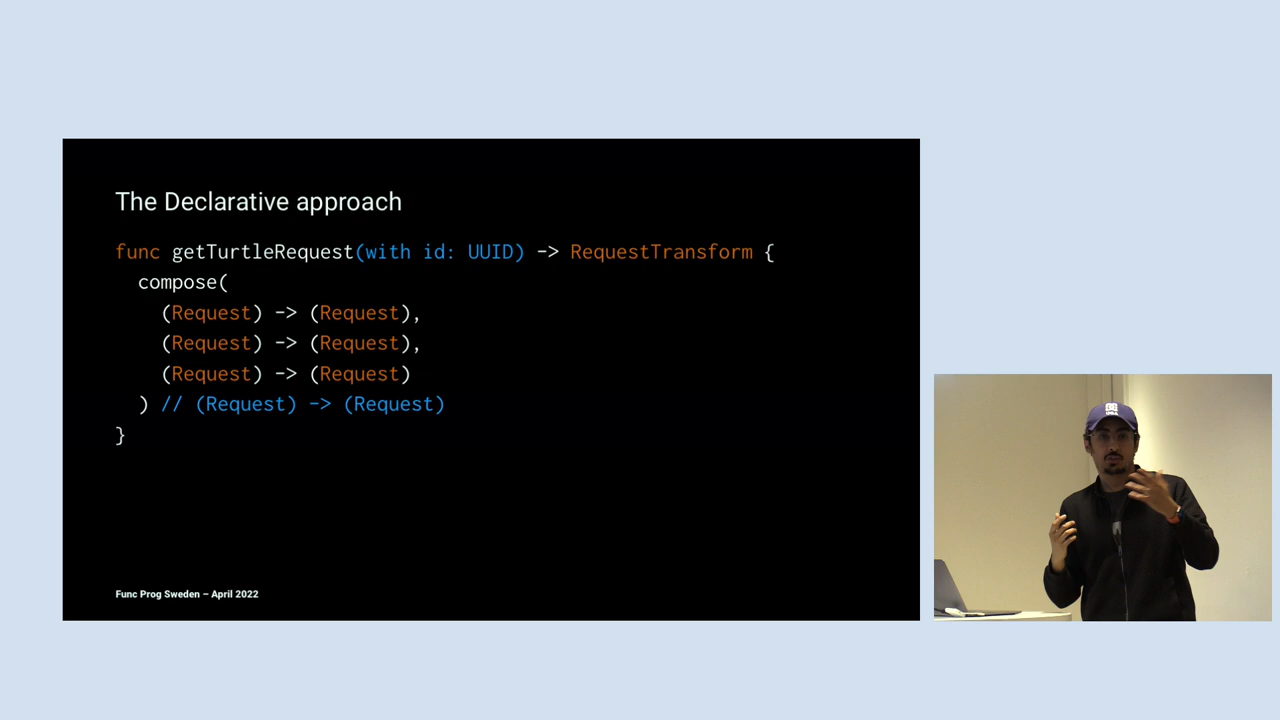 The Declarative approach
func getTurtleRequest(with id: UUID) -> RequestTransform {
compose(
(Request) -> (Request),
(Request) -> (Request),
(Request) -> (Request)
) // (Request) -> (Request)
}
Func Prog Sweden – April 2022